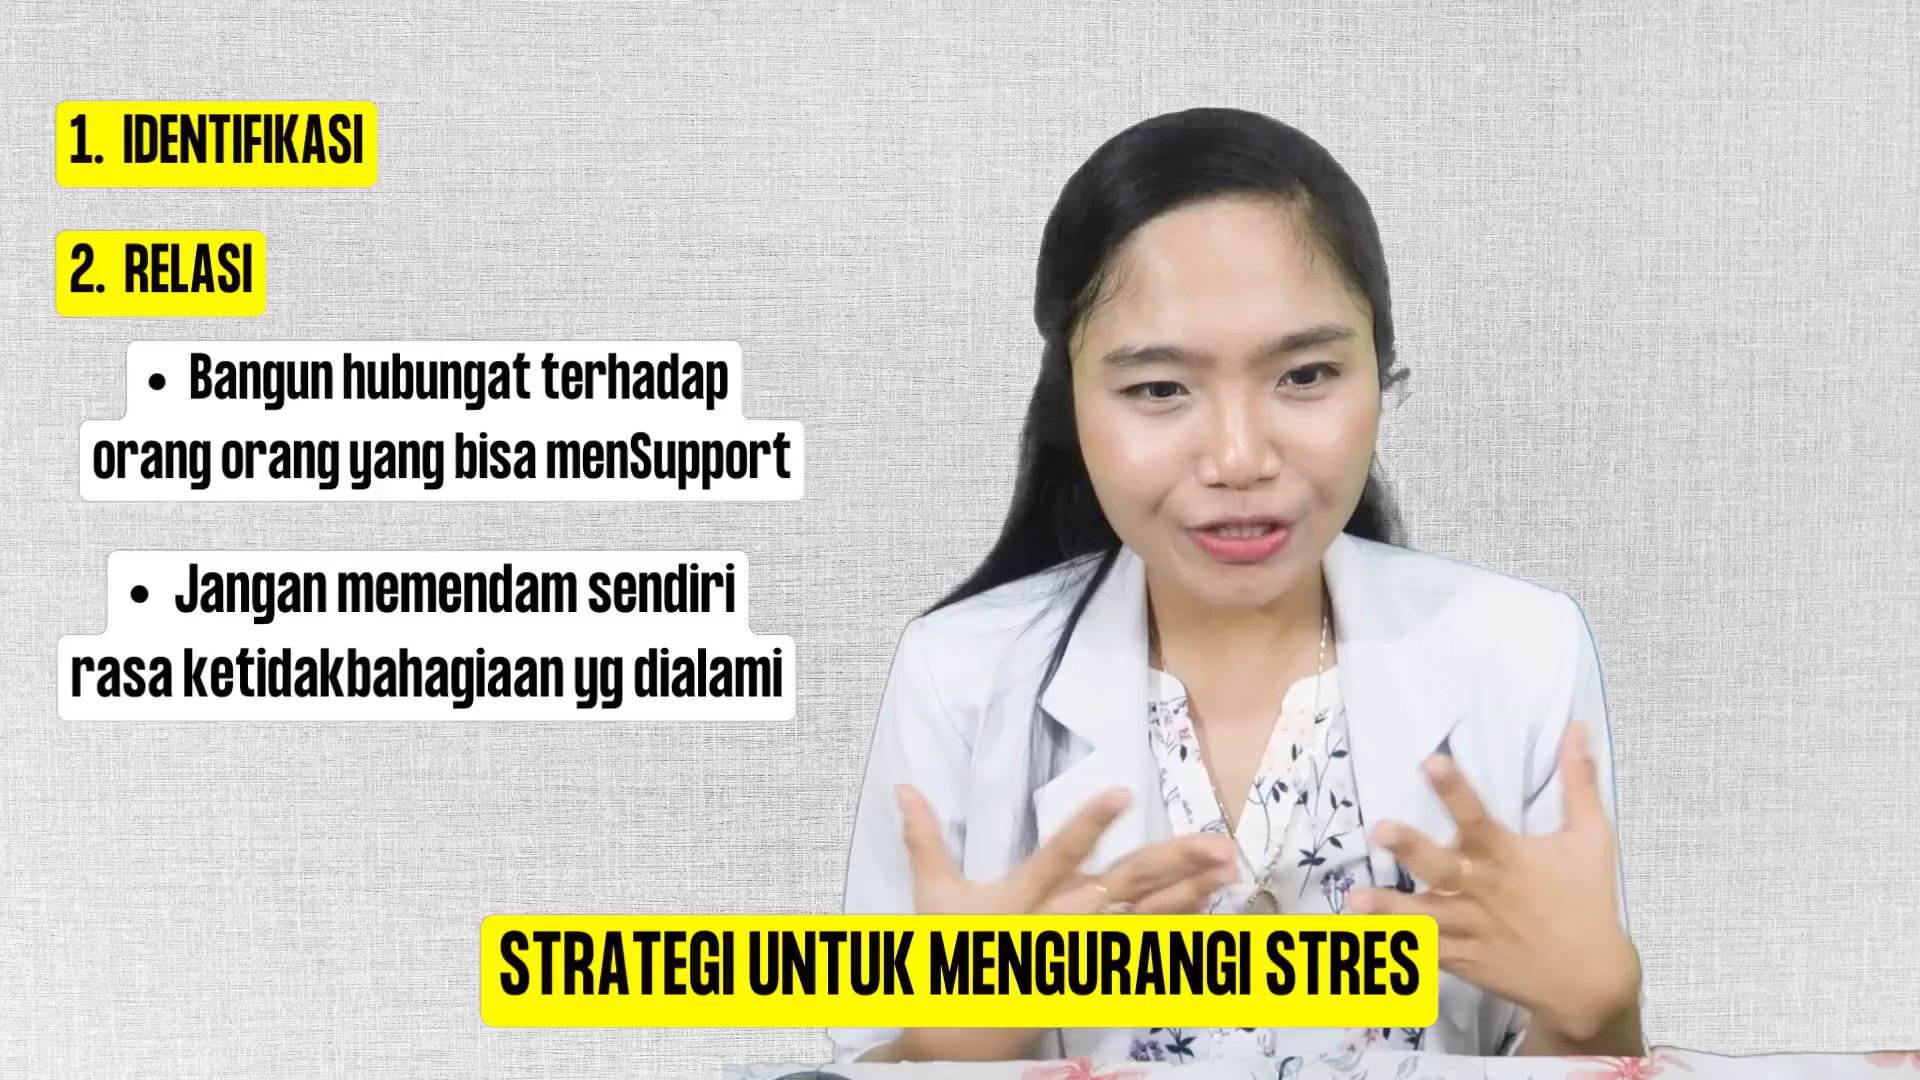 1. IDENTIFIKASI
2. RELASI
• Bangun hubungat terhadap
orang orang yang bisa menSupport
• Jangan memendam sendiri
rasa ketidakbahagiaan yg dialami
STRATEGI UNTUK MENGURANGI STRES